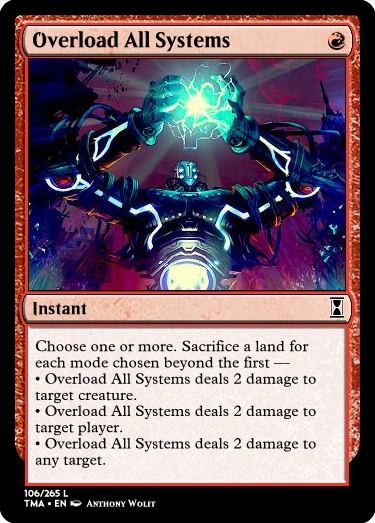 Overload All Systems
Instant
Choose one or more. Sacrifice a land for
each mode chosen beyond the first —
• Overload All Systems deals 2 damage to
target creature.
• Overload All Systems deals 2 damage to
target player.
• Overload All Systems deals 2 damage to
any target.
106/265 L
TMA • EN Anthony Wolff